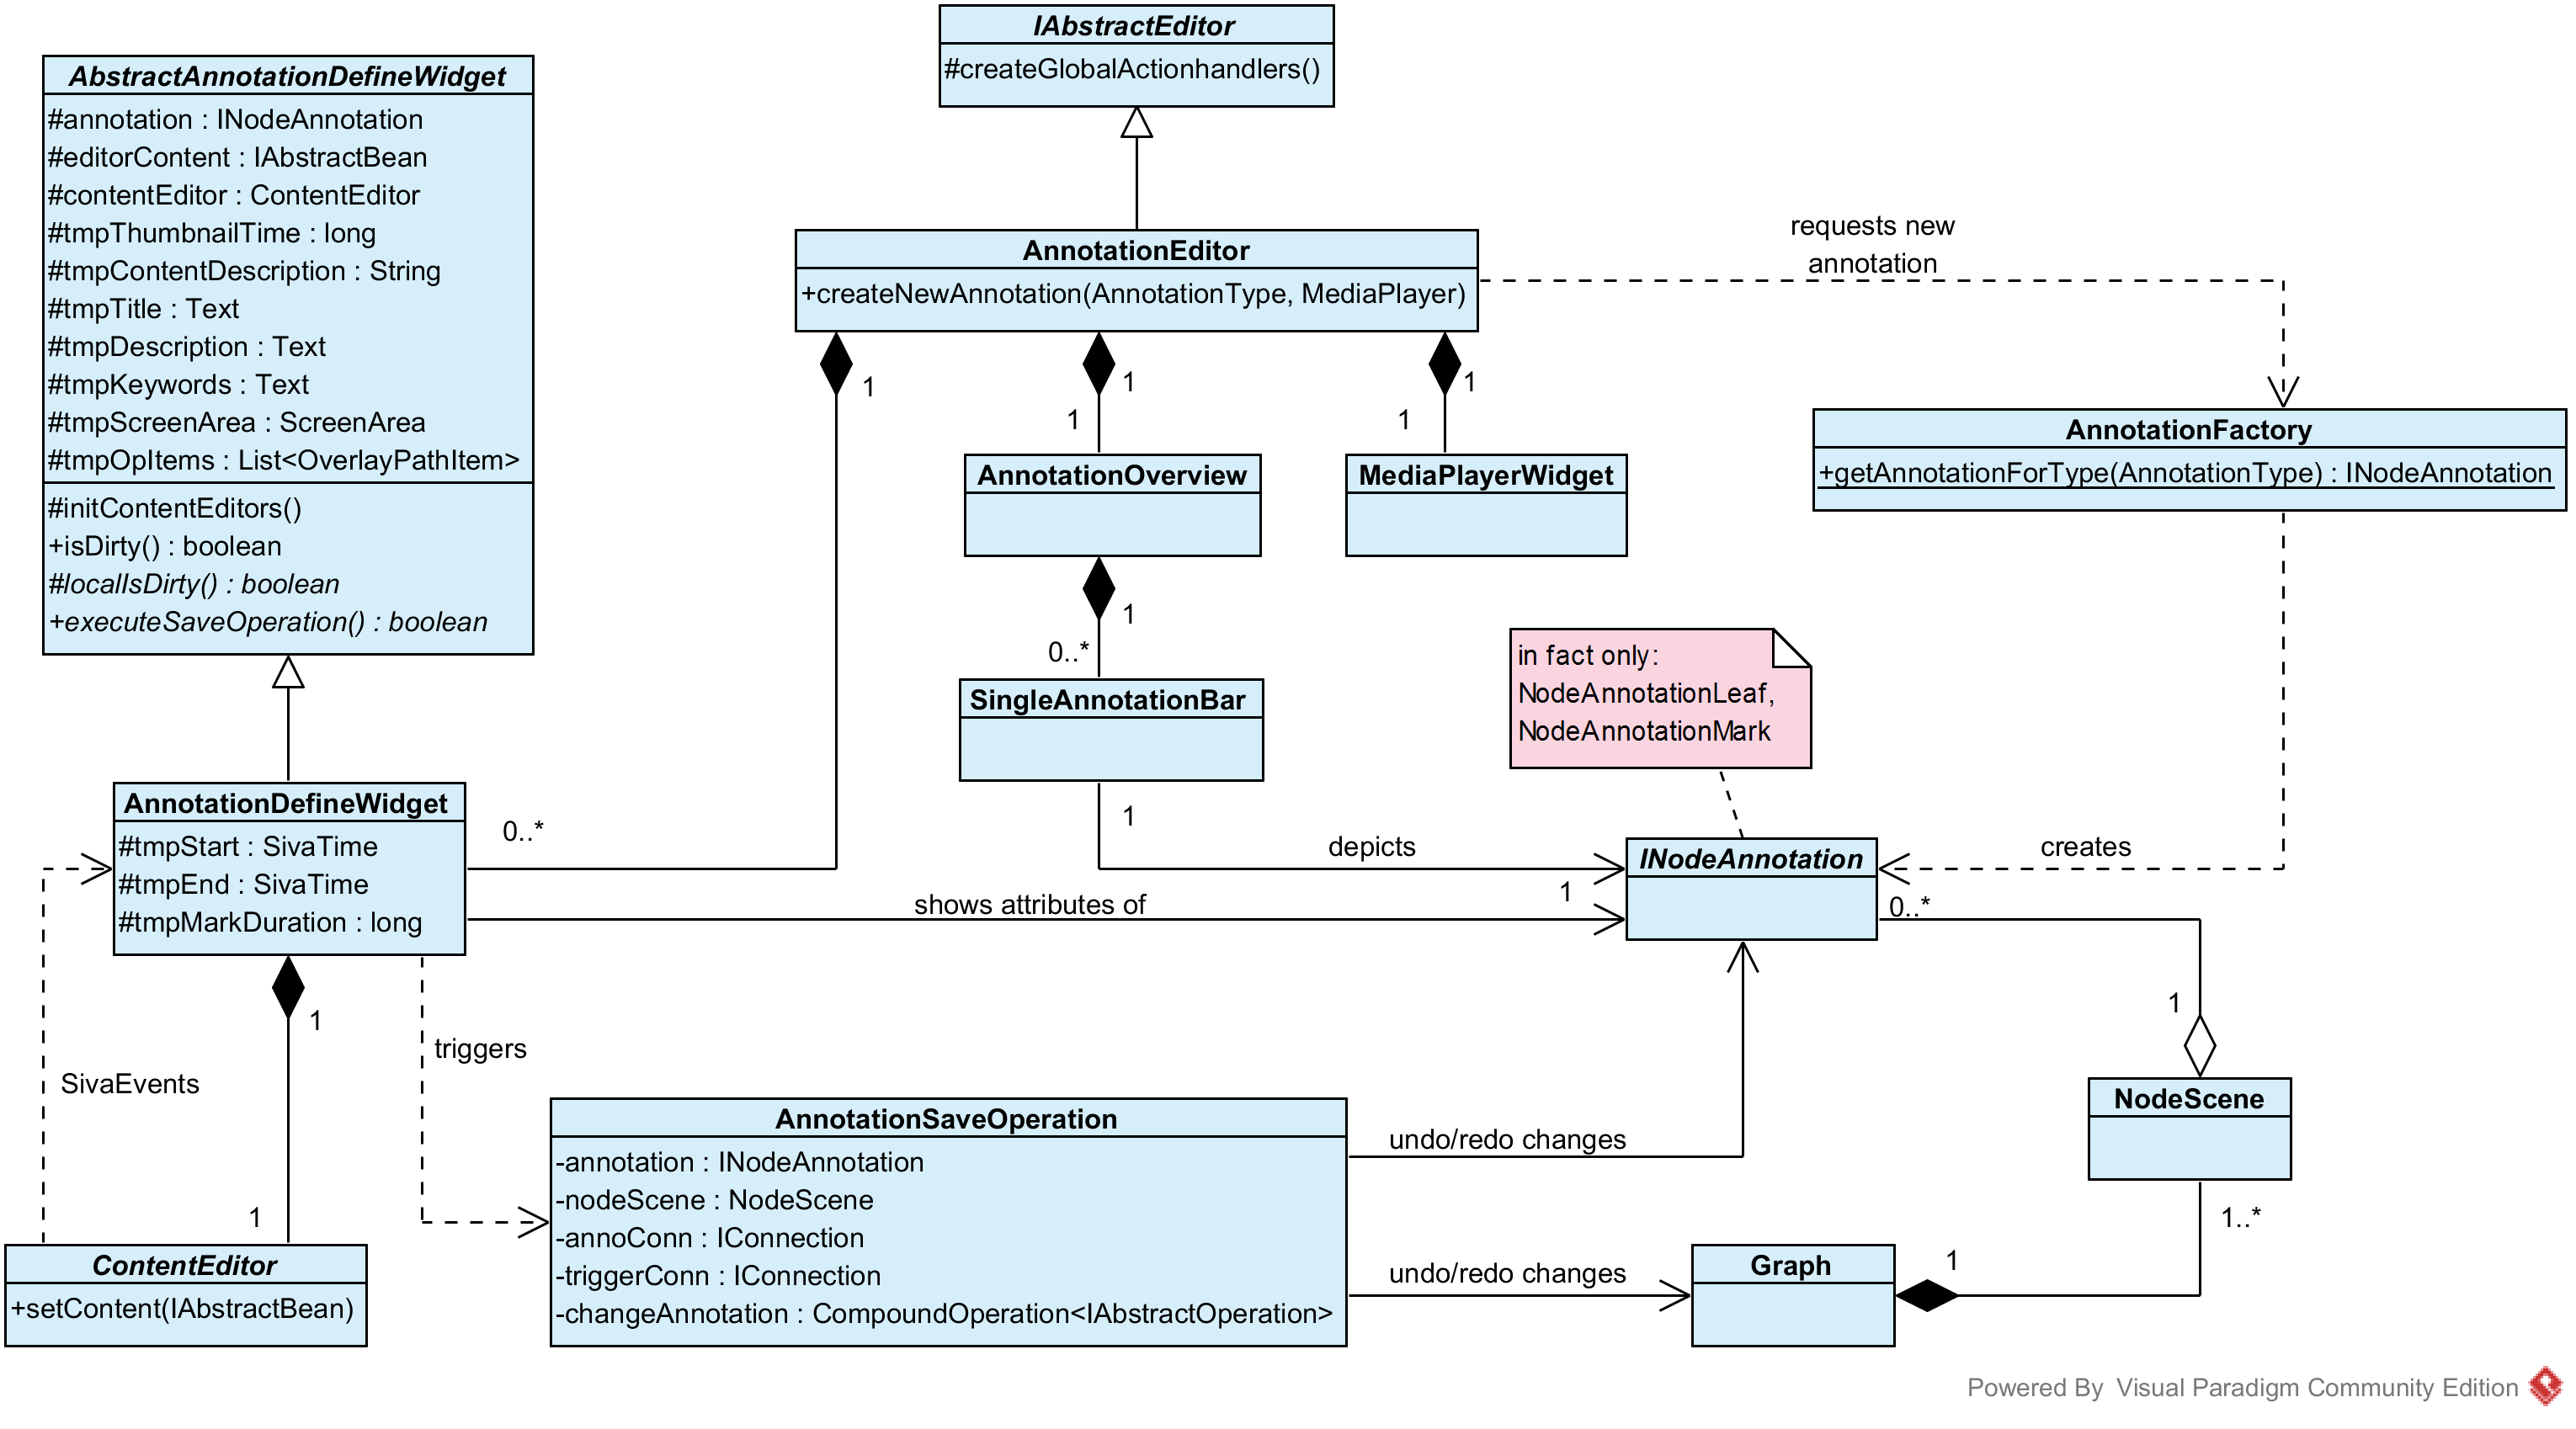 IAbstractEditor
#createGlobalActionhandlers()
AbstractAnnotationDefineWidget
#annotation : INodeAnnotation
#editorContent : IAbstractBean
#contentEditor : ContentEditor
#tmpThumbnailTime : long
#tmpContentDescription : String
#tmpTitle : Text
#tmpDescription : Text
#tmpKeywords : Text
#tmpScreenArea : ScreenArea
#tmpOpItems : List<OverlayPathItem>
#initContentEditors()
+isDirty() : boolean
#localIsDirty() : boolean
+executeSaveOperation() : boolean
AnnotationEditor
+createNewAnnotation(AnnotationType, MediaPlayer)
requests new
annotation
1
1
1
1
1
AnnotationOverview
MediaPlayerWidget
AnnotationFactory
+getAnnotationForType(AnnotationType) : INodeAnnotation
1
0..*
SingleAnnotationBar
in fact only:
NodeAnnotationLeaf,
NodeAnnotationMark
AnnotationDefineWidget
#tmpStart : SivaTime
#tmpEnd : SivaTime
#tmpMarkDuration : long
0..*
1
depicts
1
shows attributes of
INodeAnnotation
creates
0..*
1
NodeScene
1..*
1
triggers
SivaEvents
1
ContentEditor
+setContent(IAbstractBean)
AnnotationSaveOperation
-annotation : INodeAnnotation
-nodeScene : NodeScene
-annoConn : IConnection
-triggerConn : IConnection
-changeAnnotation : CompoundOperation<IAbstractOperation>
undo/redo changes
undo/redo changes
Graph
1
Powered By Visual Paradigm Community Edition